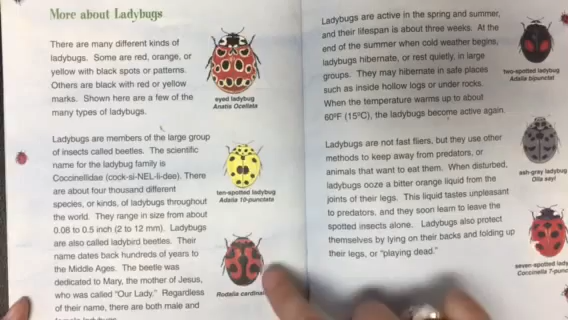 More about Ladybugs
There are many different kinds of
ladybugs. Some are red, orange, or
yellow with black spots or patterns.
Others are black with red or yellow
marks. Shown here are a few of the
many types of ladybugs.
eyed ladybug
Anatis Ocellata
Ladybugs are members of the large group
of insects called beetles. The scientific
name for the ladybug family is
Coccinellidae (cock-si-NEL-li-dee). There
are about four thousand different
species, or kinds, of ladybugs throughout
the world. They range in size from about
0.08 to 0.5 inch (2 to 12 mm). Ladybugs
are also called ladybird beetles. Their
name dates back hundreds of years to
the Middle Ages. The beetle was
dedicated to Mary, the mother of Jesus,
who was called "Our Lady." Regardless
of their name, there are both male and
ten-spotted ladybug
Adalia 10-punctata
Rodelia cardinal
Ladybugs are active in the spring and summer,
and their lifespan is about three weeks. At the
end of the summer when cold weather begins,
ladybugs hibernate, or rest quietly, in large
groups. They may hibernate in safe places
such as inside hollow logs or under rocks.
When the temperature warms up to about
60ºF (15ºC), the ladybugs become active again.
Ladybugs are not fast fliers, but they use other
methods to keep away from predators, or
animals that want to eat them. When disturbed,
ladybugs ooze a bitter orange liquid from the
joints of their legs. This liquid tastes unpleasant
to predators, and they soon learn to leave the
spotted insects alone. Ladybugs also protect
themselves by lying on their backs and folding up
their legs, or "playing dead."
two-spotted ladybug
Adalia bipunctat
ash-gray ladybug
Olla sayi
seven-spotted lady
Coccinella 7-punc